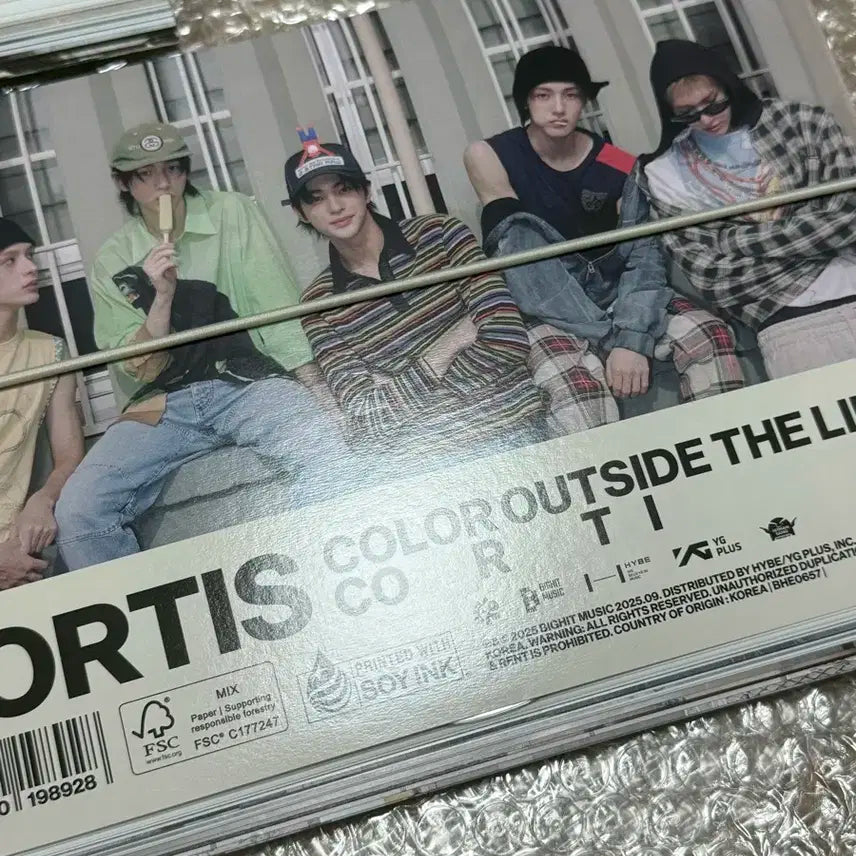 COLOR OUTSIDE THE LI
CO R T I
ORTIS
BIGHIT
MUSIC
HYBE
YG
PLUS
2025 BIGHIT MUSIC 2025.09. DISTRIBUTED BY HYBE/YG PLUS, INC.
KOREA. WARNING: ALL RIGHTS RESERVED. UNAUTHORIZED DUPLICATI
& RENT IS PROHIBITED. COUNTRY OF ORIGIN : KOREA | BHE0657 |
PRINTED WITH
SOY INK
MIX
Paper | Supporting
responsible forestry
FSC® C177247
FSC
www.fsc.org
0 198928